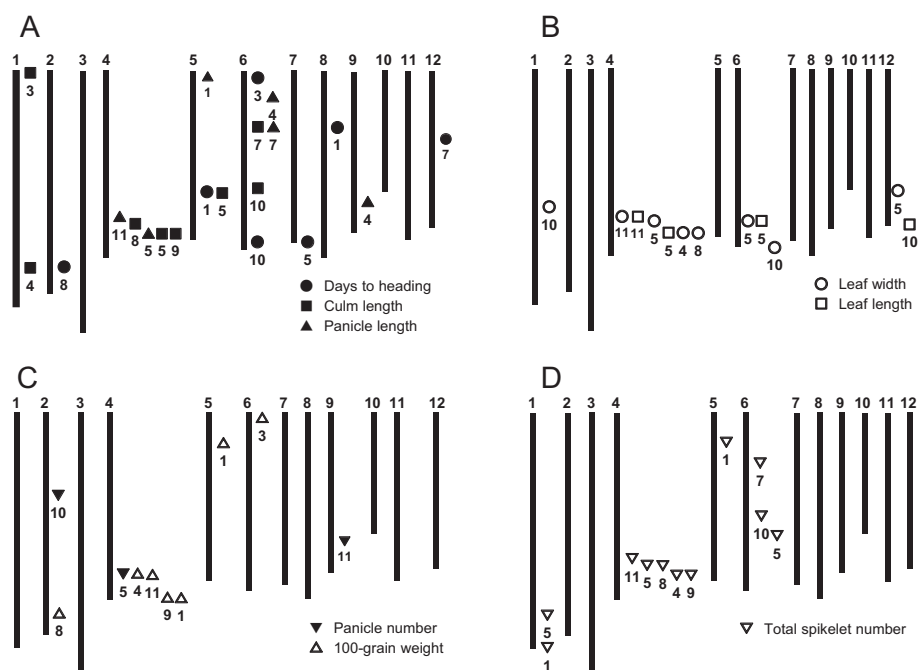 A
1 2 3 4 5 6 7 8 9 10 11 12
3
1
3
4
7 7
1
7
11
8
5 5 9
1 5
10
4
4
8
10
5
Days to heading
Culm length
Panicle length
B
1 2 3 4 5 6 7 8 9 10 11 12
10
11 11
5
5 4 8
5 5
10
5
10
Leaf width
Leaf length
C
1 2 3 4 5 6 7 8 9 10 11 12
1
3
10
11
5 4 11
9 1
8
Panicle number
100-grain weight
D
1 2 3 4 5 6 7 8 9 10 11 12
1
7
10
5
11
5 8
4 9
5
1
Total spikelet number